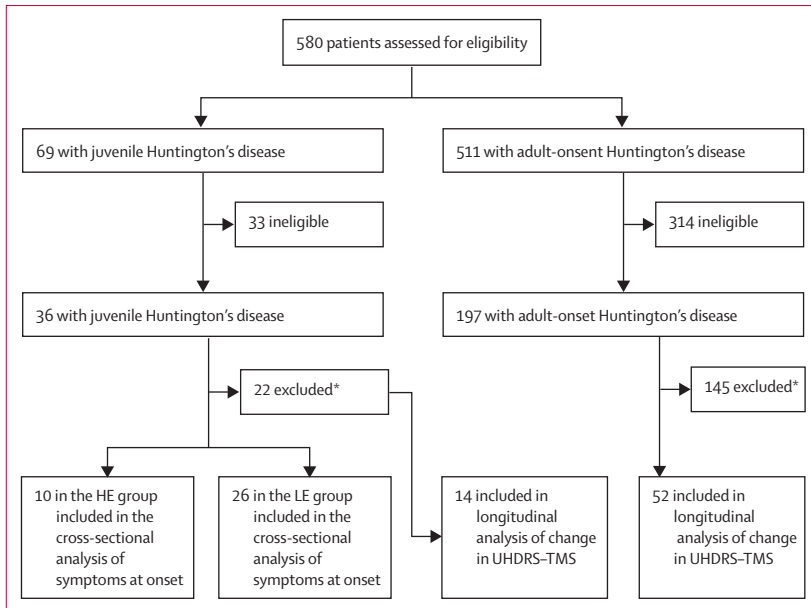 580 patients assessed for eligibility
69 with juvenile Huntington's disease
511 with adult-onsent Huntington's disease
33 ineligible
314 ineligible
36 with juvenile Huntington's disease
197 with adult-onset Huntington's disease
22 excluded*
145 excluded*
10 in the HE group
included in the
cross-sectional
analysis of
symptoms at onset
26 in the LE group
included in the
cross-sectional
analysis of
symptoms at onset
14 included in
longitudinal
analysis of change
in UHDRS–TMS
52 included in
longitudinal
analysis of change
in UHDRS–TMS